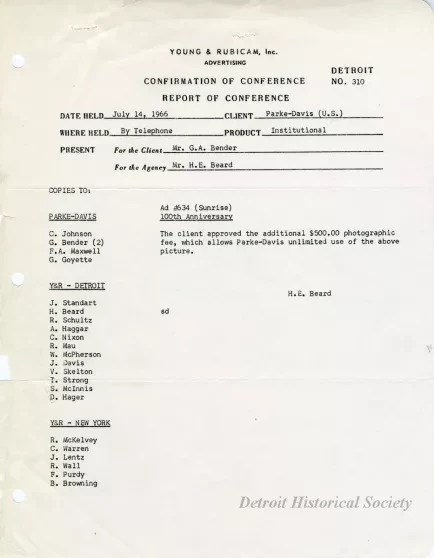 YOUNG & RUBICAM, Inc.
ADVERTISING
DETROIT
CONFIRMATION OF CONFERENCE NO. 310
REPORT OF CONFERENCE
DATE HELD July 14, 1966 CLIENT Parke-Davis (U.S.)
WHERE HELD By Telephone PRODUCT Institutional
PRESENT For the Client Mr. G.A. Bender
For the Agency Mr. H.E. Beard
COPIES TO:
Ad #634 (Sunrise)
PARKE-DAVIS 100th Anniversary
C. Johnson The client approved the additional $500.00 photographic
G. Bender (2) fee, which allows Parke-Davis unlimited use of the above
F.A. Maxwell picture.
G. Goyette
Y&R - DETROIT
H.E. Beard
J. Standart
H. Beard sd
R. Schultz
A. Haggar
C. Nixon
R. Mau
W. McPherson
J. Davis
V. Skelton
T. Strong
S. McInnis
D. Hager
Y&R - NEW YORK
R. McKelvey
C. Warren
J. Lentz
R. Wall
F. Purdy
B. Browning
Detroit Historical Society